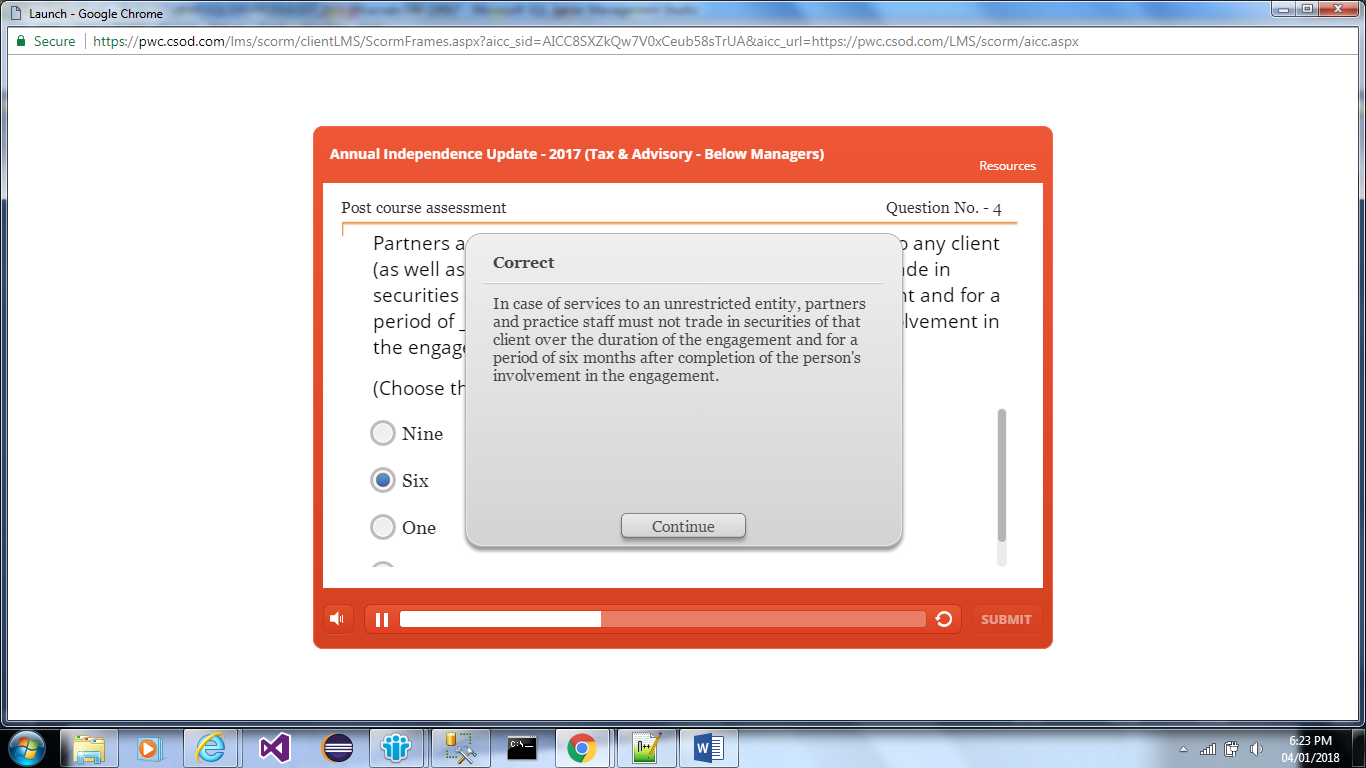 Launch - Google Chrome
Secure https://pwc.csod.com/lms/scorm/clientLMS/ScormFrames.aspx?aicc_sid=AICC8SXZkQw7V0xCeub58sTrUA&aicc_url=https://pwc.csod.com/LMS/scorm/aicc.aspx
Annual Independence Update - 2017 (Tax & Advisory - Below Managers)
Resources
Post course assessment Question No. - 4
Partners any client
(as well as in
securities and for a
period of _ in
the
(Choose
Correct
In case of services to an unrestricted entity, partners
and practice staff must not trade in securities of that
client over the duration of the engagement and for a
period of six months after completion of the person's
involvement in the engagement.
Nine
Six
One
Continue
SUBMIT
6:23 PM
04/01/2018